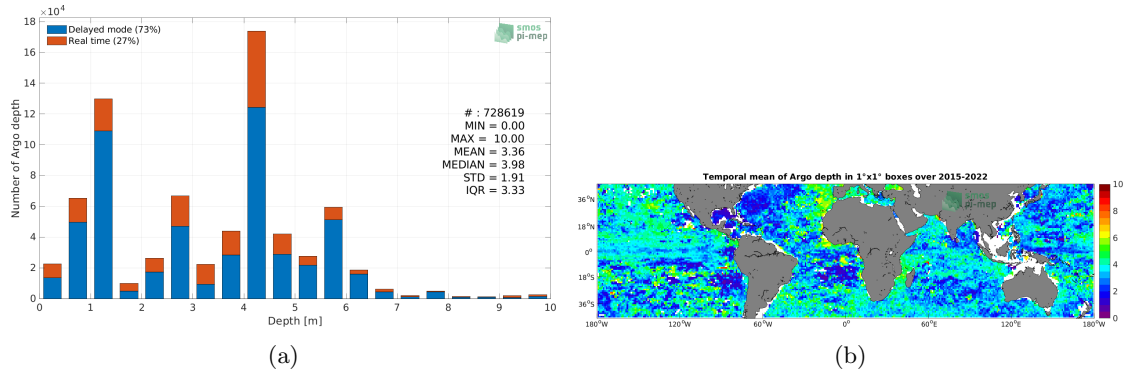 ×10⁴
18
16
14
12
10
8
6
4
2
0
Number of Argo depth
Delayed mode (73%)
Real time (27%)
smos
pi-mep
# : 728619
MIN = 0.00
MAX = 10.00
MEAN = 3.36
MEDIAN = 3.98
STD = 1.91
IQR = 3.33
0 1 2 3 4 5 6 7 8 9 10
Depth [m]
(a)
Temporal mean of Argo depth in 1°x1° boxes over 2015-2022
smos
pi-mep
36°N
18°N
0°
18°S
36°S
180°W 120°W 60°W 0° 60°E 120°E 180°W
10
8
6
4
2
0
(b)